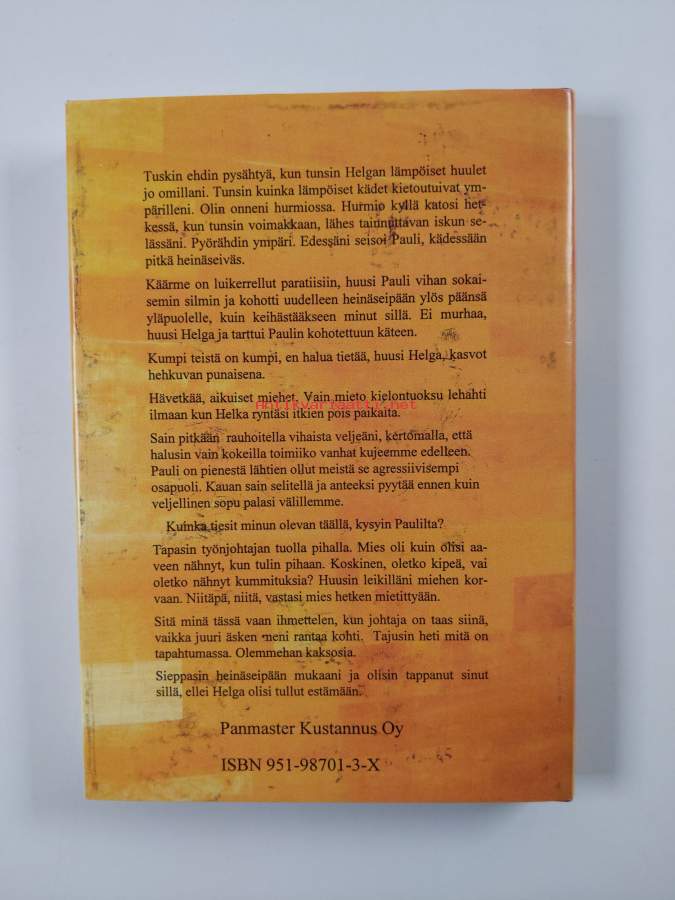 Tuskin ehdin pysähtyä, kun tunsin Helgan lämpöiset huulet
jo omillani. Tunsin kuinka lämpöiset kädet kietoutuivat ym-
pärilleni. Olin onneni hurmiossa. Hurmio kyllä katosi het-
kessä, kun tunsin voimakkaan, lähes tainnuttavan iskun se-
lässäni. Pyörähdin ympäri. Edessäni seisoi Pauli, kädessään
pitkä heinäseiväs.
Käärme on luikerrellut paratiisiin, huusi Pauli vihan sokai-
semin silmin ja kohotti uudelleen heinäseipään ylös päänsä
yläpuolelle, kuin keihästääkseen minut sillä. Ei murhaa,
huusi Helga ja tarttui Paulin kohotettuun käteen.
Kumpi teistä on kumpi, en halua tietää, huusi Helga, kasvot
hehkuvan punaisena.
Hävetkää, aikuiset miehet. Vain mieto kielontuoksu lehahti
Antikvariaatti.net
ilmaan kun Helka ryntäsi itkien pois paikalta.
Sain pitkään rauhoitella vihaista veljeäni, kertomalla, että
halusin vain kokeilla toimiiko vanhat kujeemme edelleen.
Pauli on pienestä lähtien ollut meistä se agressiivisempi
osapuoli. Kauan sain selitellä ja anteeksi pyytää ennen kuin
veljellinen sopu palasi välillemme.
Kuinka tiesit minun olevan täällä, kysyin Paulilta?
Tapasin työnjohtajan tuolla pihalla. Mies oli kuin olisi aa-
veen nähnyt, kun tulin pihaan. Koskinen, oletko kipeä, vai
oletko nähnyt kummituksia? Huusin leikilläni miehen kor-
vaan. Niitäpä, niitä, vastasi mies hetken mietittyään.
Sitä minä tässä vaan ihmettelen, kun johtaja on taas siinä,
vaikka juuri äsken meni rantaa kohti. Tajusin heti mitä on
tapahtumassa. Olemmehan kaksosia.
Sieppasin heinäseipään mukaani ja olisin tappanut sinut
sillä, ellei Helga olisi tullut estämään.
Panmaster Kustannus Oy
ISBN 951-98701-3-X